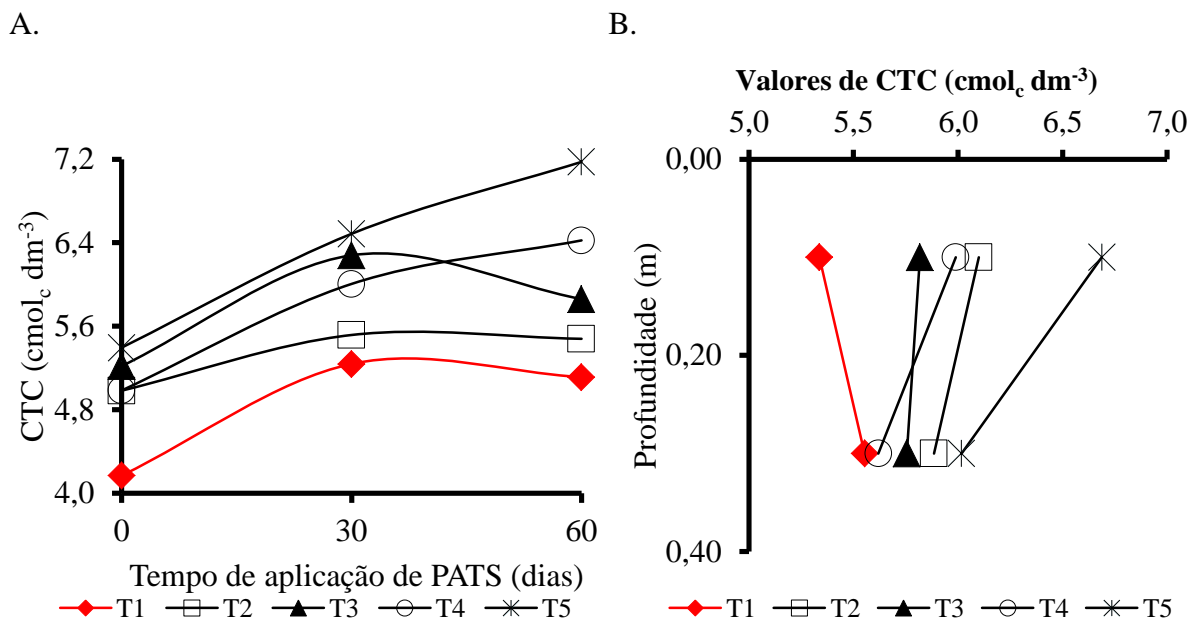 A.
7,2
6,4
5,6
4,8
4,0
CTC (cmolc dm-3)
0 30 60
Tempo de aplicação de PATS (dias)
T1 T2 T3 T4 T5
B.
Valores de CTC (cmolc dm-3)
5,0 5,5 6,0 6,5 7,0
0,00
0,20
0,40
Profundidade (m)
T1 T2 T3 T4 T5